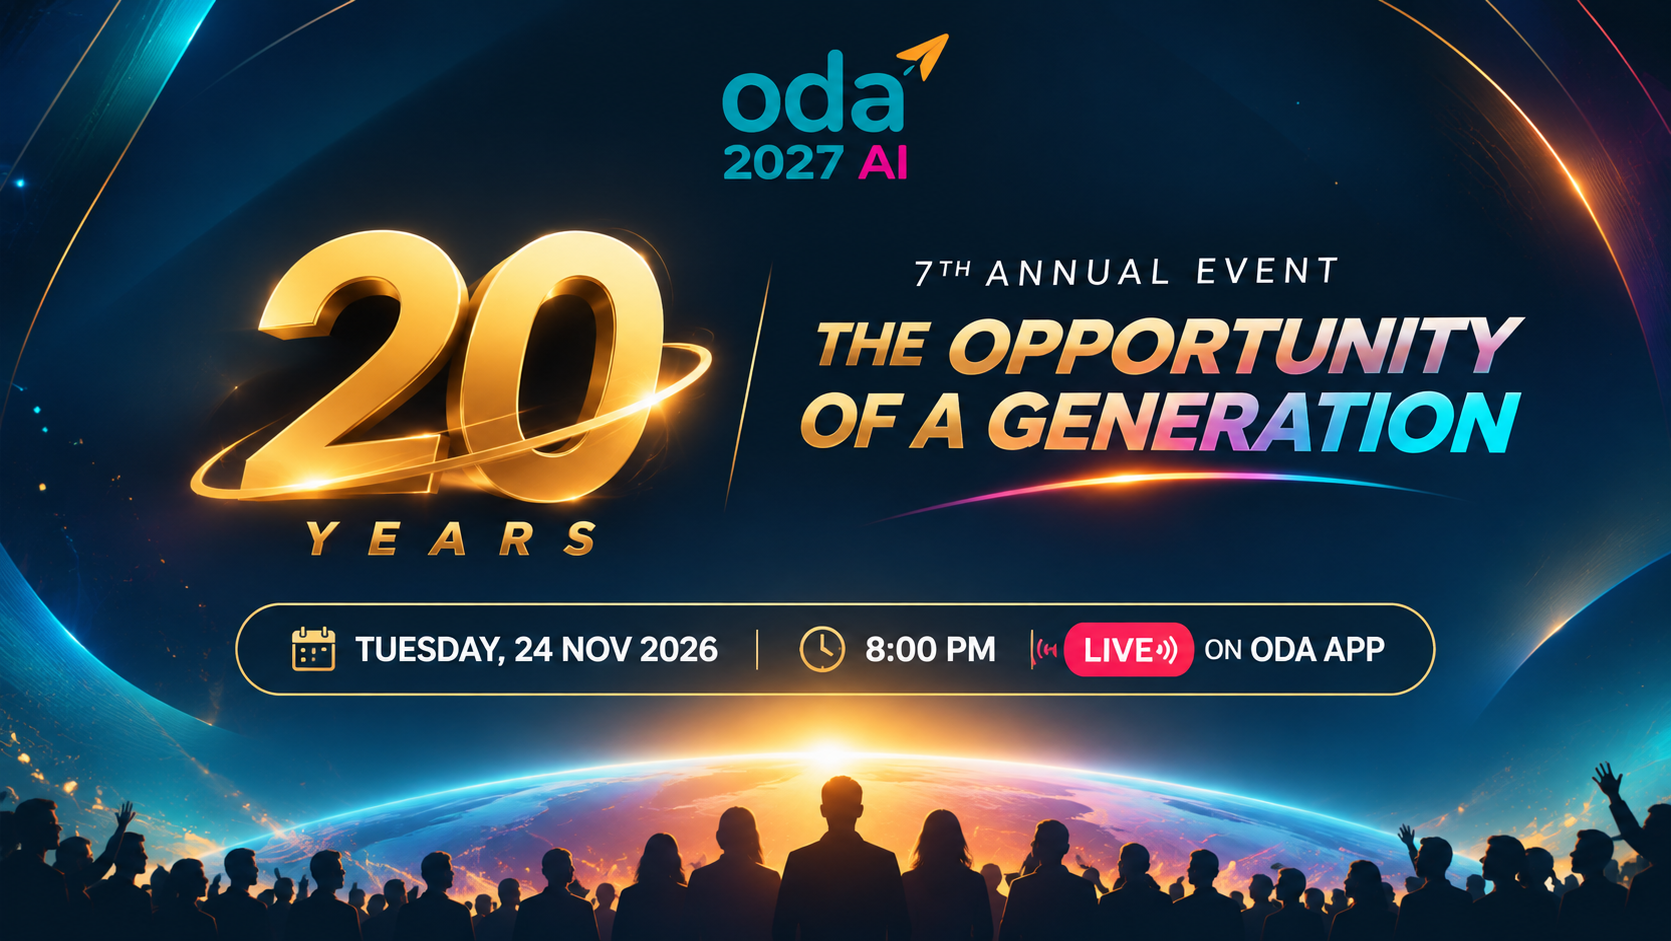 oda
2027 AI
20
YEARS
7TH ANNUAL EVENT
THE OPPORTUNITY
OF A GENERATION
TUESDAY, 24 NOV 2026
8:00 PM
LIVE ON ODA APP